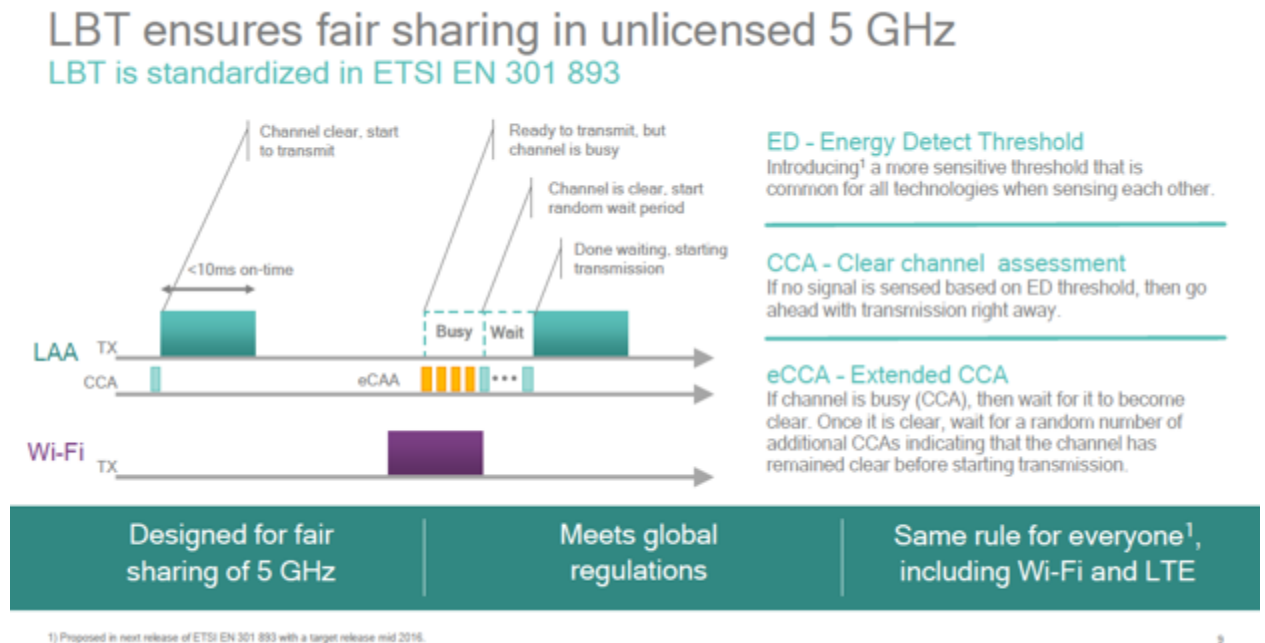 LBT ensures fair sharing in unlicensed 5 GHz
LBT is standardized in ETSI EN 301 893
Channel clear, start
to transmit
Ready to transmit, but
channel is busy
Channel is clear, start
random wait period
Done waiting, starting
transmission
<10ms on-time
Busy
Wait
LAA
TX
CCA
eCAA
Wi-Fi
TX
ED - Energy Detect Threshold
Introducing¹ a more sensitive threshold that is
common for all technologies when sensing each other.
CCA - Clear channel assessment
If no signal is sensed based on ED threshold, then go
ahead with transmission right away.
eCCA - Extended CCA
If channel is busy (CCA), then wait for it to become
clear. Once it is clear, wait for a random number of
additional CCAs indicating that the channel has
remained clear before starting transmission.
Designed for fair
sharing of 5 GHz
Meets global
regulations
Same rule for everyone¹,
including Wi-Fi and LTE
1) Proposed in next release of ETSI EN 301 893 with a target release mid 2016.
9